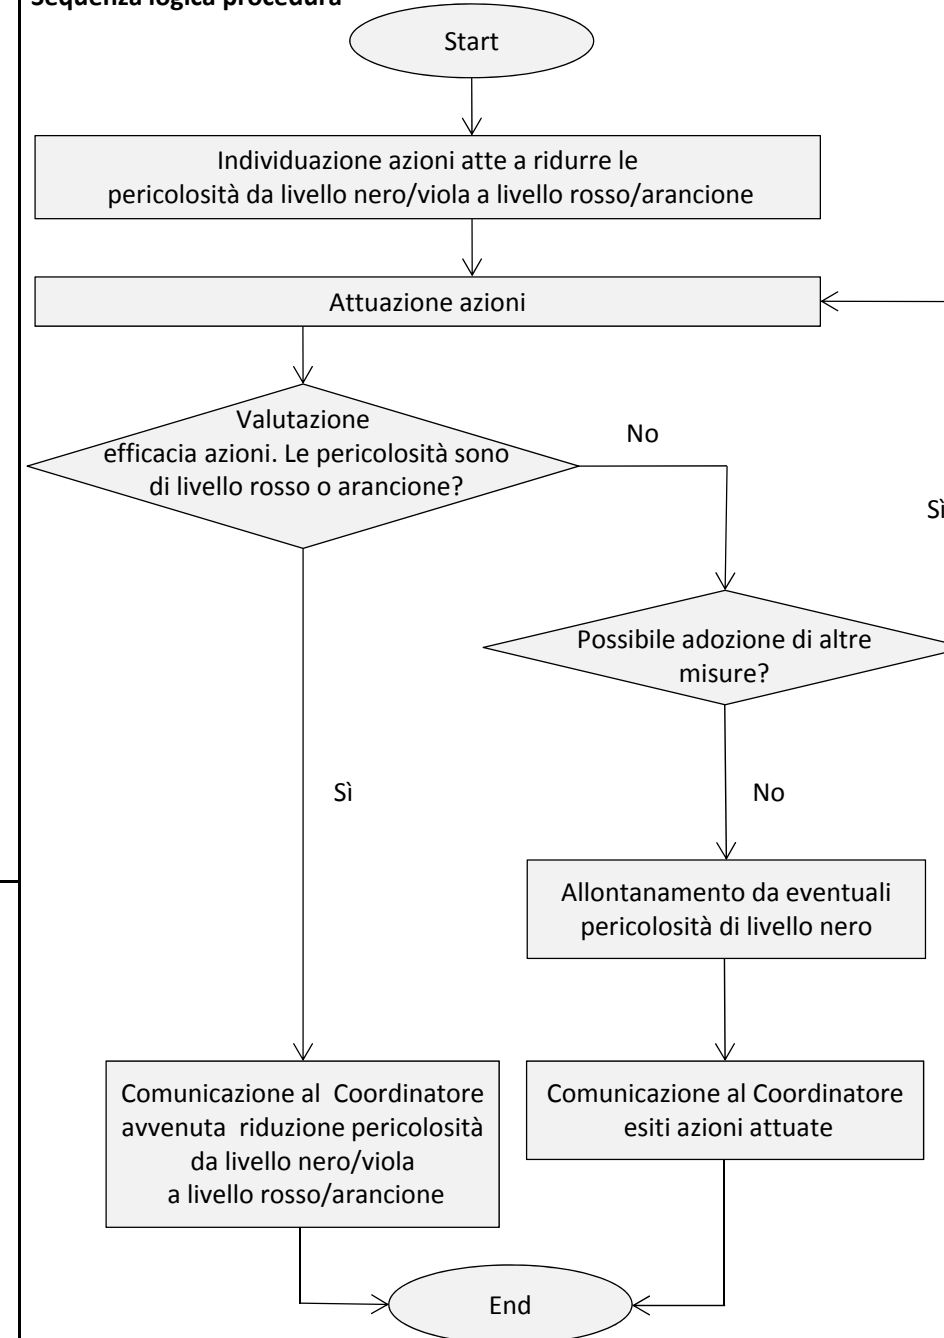 Sequenza logica procedura
Start
Individuazione azioni atte a ridurre le
pericolosità da livello nero/viola a livello rosso/arancione
Attuazione azioni
Valutazione
efficacia azioni. Le pericolosità sono
di livello rosso o arancione?
No
Sì
Possibile adozione di altre
misure?
Sì
No
Allontanamento da eventuali
pericolosità di livello nero
Comunicazione al  Coordinatore
avvenuta  riduzione pericolosità
da livello nero/viola
a livello rosso/arancione
Comunicazione al Coordinatore
esiti azioni attuate
End